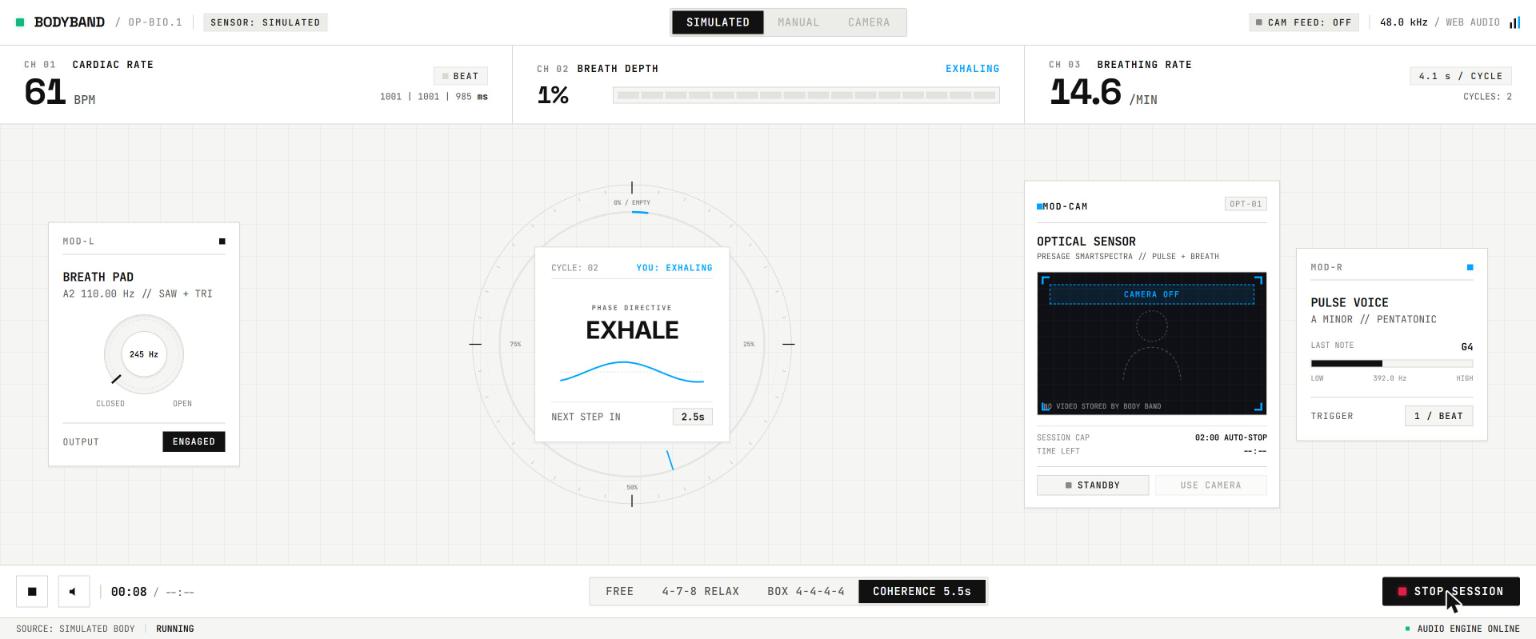 BODYBAND / OP-BIO.1 SENSOR: SIMULATED SIMULATED MANUAL CAMERA CAM FEED: OFF 48.0 kHz / WEB AUDIO
CH 01 CARDIAC RATE
61 BPM
BEAT
1001 | 1001 | 985 ms
CH 02 BREATH DEPTH EXHALING
1%
CH 03 BREATHING RATE
14.6 /MIN
4.1 s / CYCLE
CYCLES: 2
MOD-L
BREATH PAD
A2 110.00 Hz // SAW + TRI
245 Hz
CLOSED OPEN
OUTPUT ENGAGED
0% / EMPTY
75%
25%
50%
CYCLE: 02 YOU: EXHALING
PHASE DIRECTIVE
EXHALE
NEXT STEP IN 2.5s
MOD-CAM OPT-01
OPTICAL SENSOR
PRESAGE SMARTSPECTRA // PULSE + BREATH
CAMERA OFF
NO VIDEO STORED BY BODY BAND
SESSION CAP 02:00 AUTO-STOP
TIME LEFT --:--
STANDBY USE CAMERA
MOD-R
PULSE VOICE
A MINOR // PENTATONIC
LAST NOTE G4
LOW 392.0 Hz HIGH
TRIGGER 1 / BEAT
00:08 / --:-- FREE 4-7-8 RELAX BOX 4-4-4-4 COHERENCE 5.5s STOP SESSION
SOURCE: SIMULATED BODY RUNNING AUDIO ENGINE ONLINE